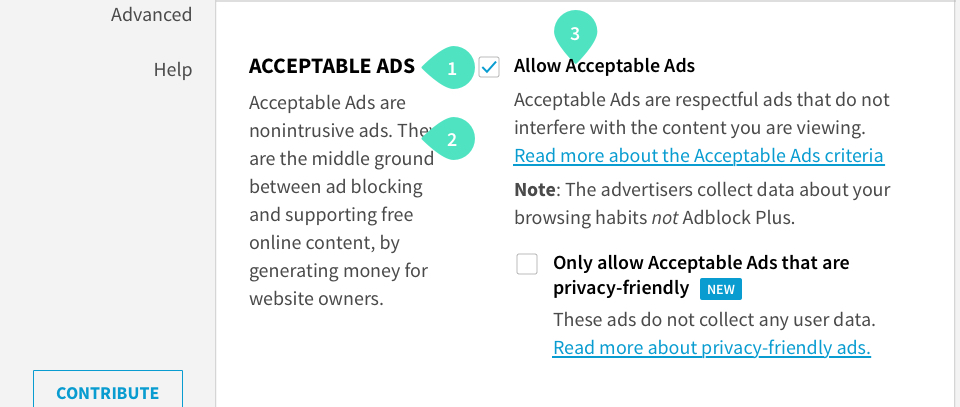 Advanced
Help
CONTRIBUTE
ACCEPTABLE ADS
1
Acceptable Ads are
nonintrusive ads. They
2
are the middle ground
between ad blocking
and supporting free
online content, by
generating money for
website owners.
3
Allow Acceptable Ads
Acceptable Ads are respectful ads that do not
interfere with the content you are viewing.
Read more about the Acceptable Ads criteria
Note: The advertisers collect data about your
browsing habits not Adblock Plus.
Only allow Acceptable Ads that are
privacy-friendly NEW
These ads do not collect any user data.
Read more about privacy-friendly ads.